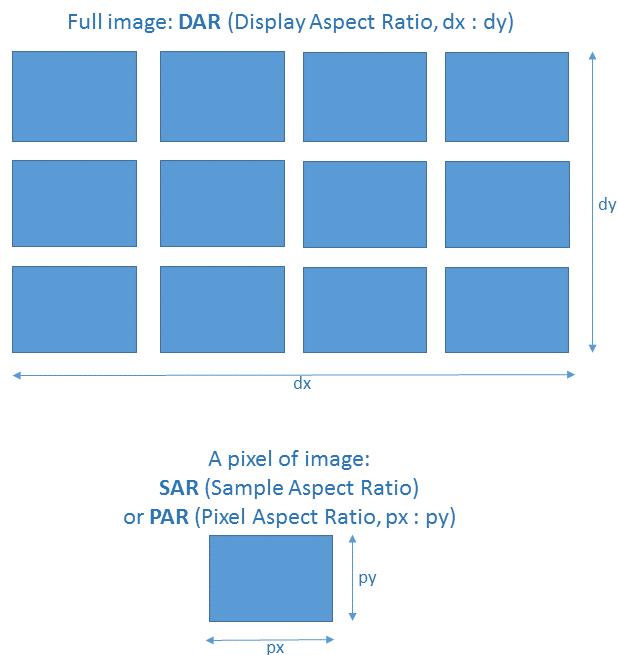 Full image: DAR (Display Aspect Ratio, dx : dy)
dy
dx
A pixel of image:
SAR (Sample Aspect Ratio)
or PAR (Pixel Aspect Ratio, px : py)
py
px